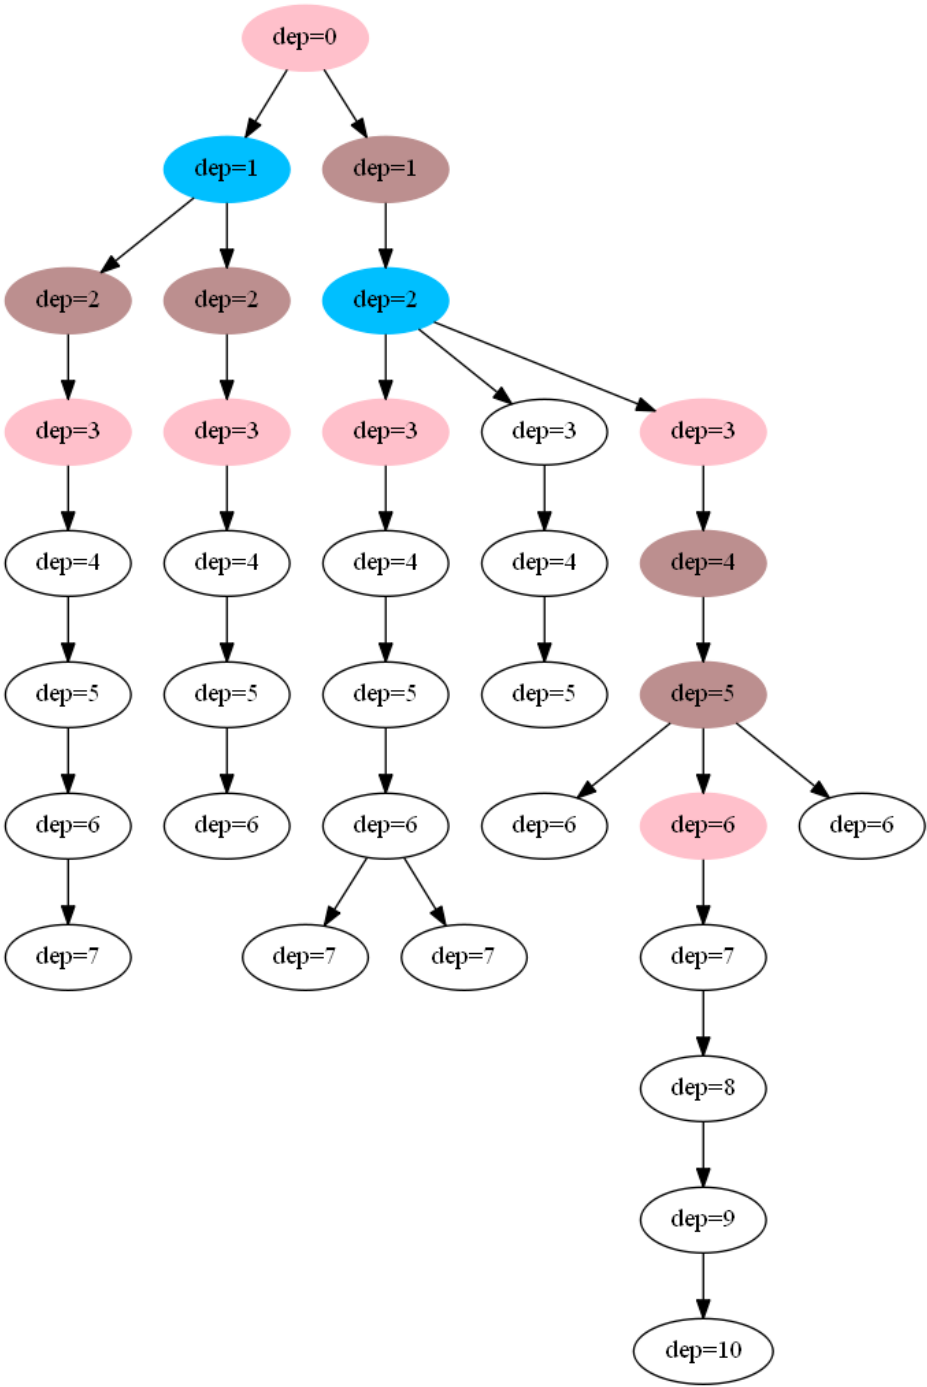 dep=0
dep=1 dep=1
dep=2 dep=2 dep=2
dep=3 dep=3 dep=3 dep=3 dep=3
dep=4 dep=4 dep=4 dep=4 dep=4
dep=5 dep=5 dep=5 dep=5 dep=5
dep=6 dep=6 dep=6 dep=6 dep=6 dep=6
dep=7 dep=7 dep=7 dep=7
dep=8
dep=9
dep=10